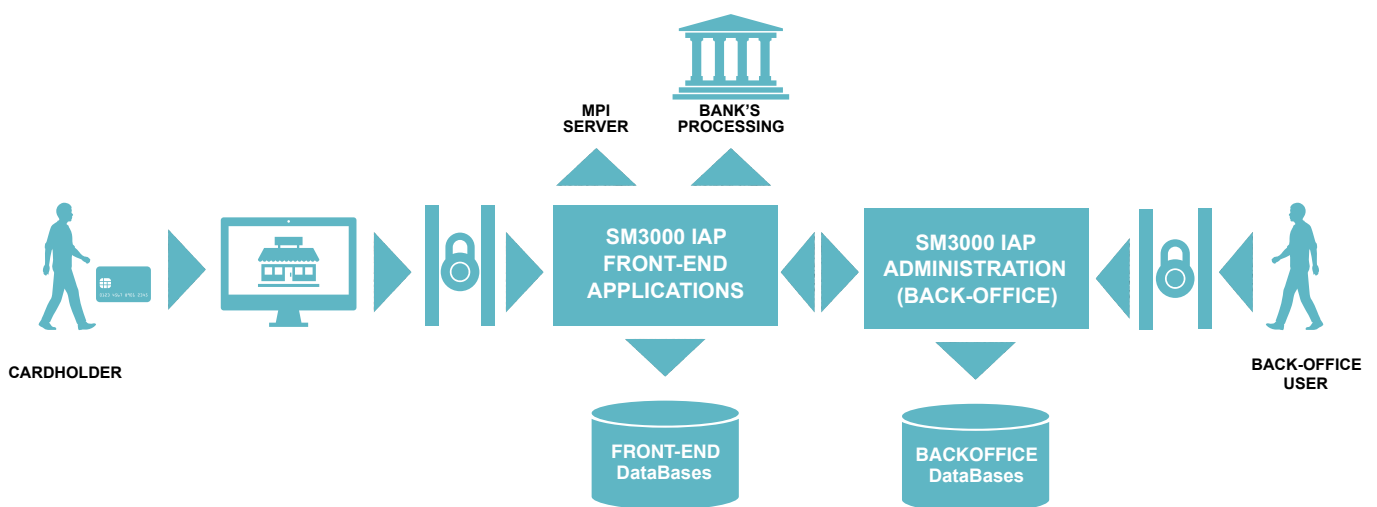 MPI
SERVER
BANK'S
PROCESSING
SM3000 IAP
FRONT-END
APPLICATIONS
SM3000 IAP
ADMINISTRATION
(BACK-OFFICE)
CARDHOLDER
BACK-OFFICE
USER
FRONT-END
DataBases
BACKOFFICE
DataBases